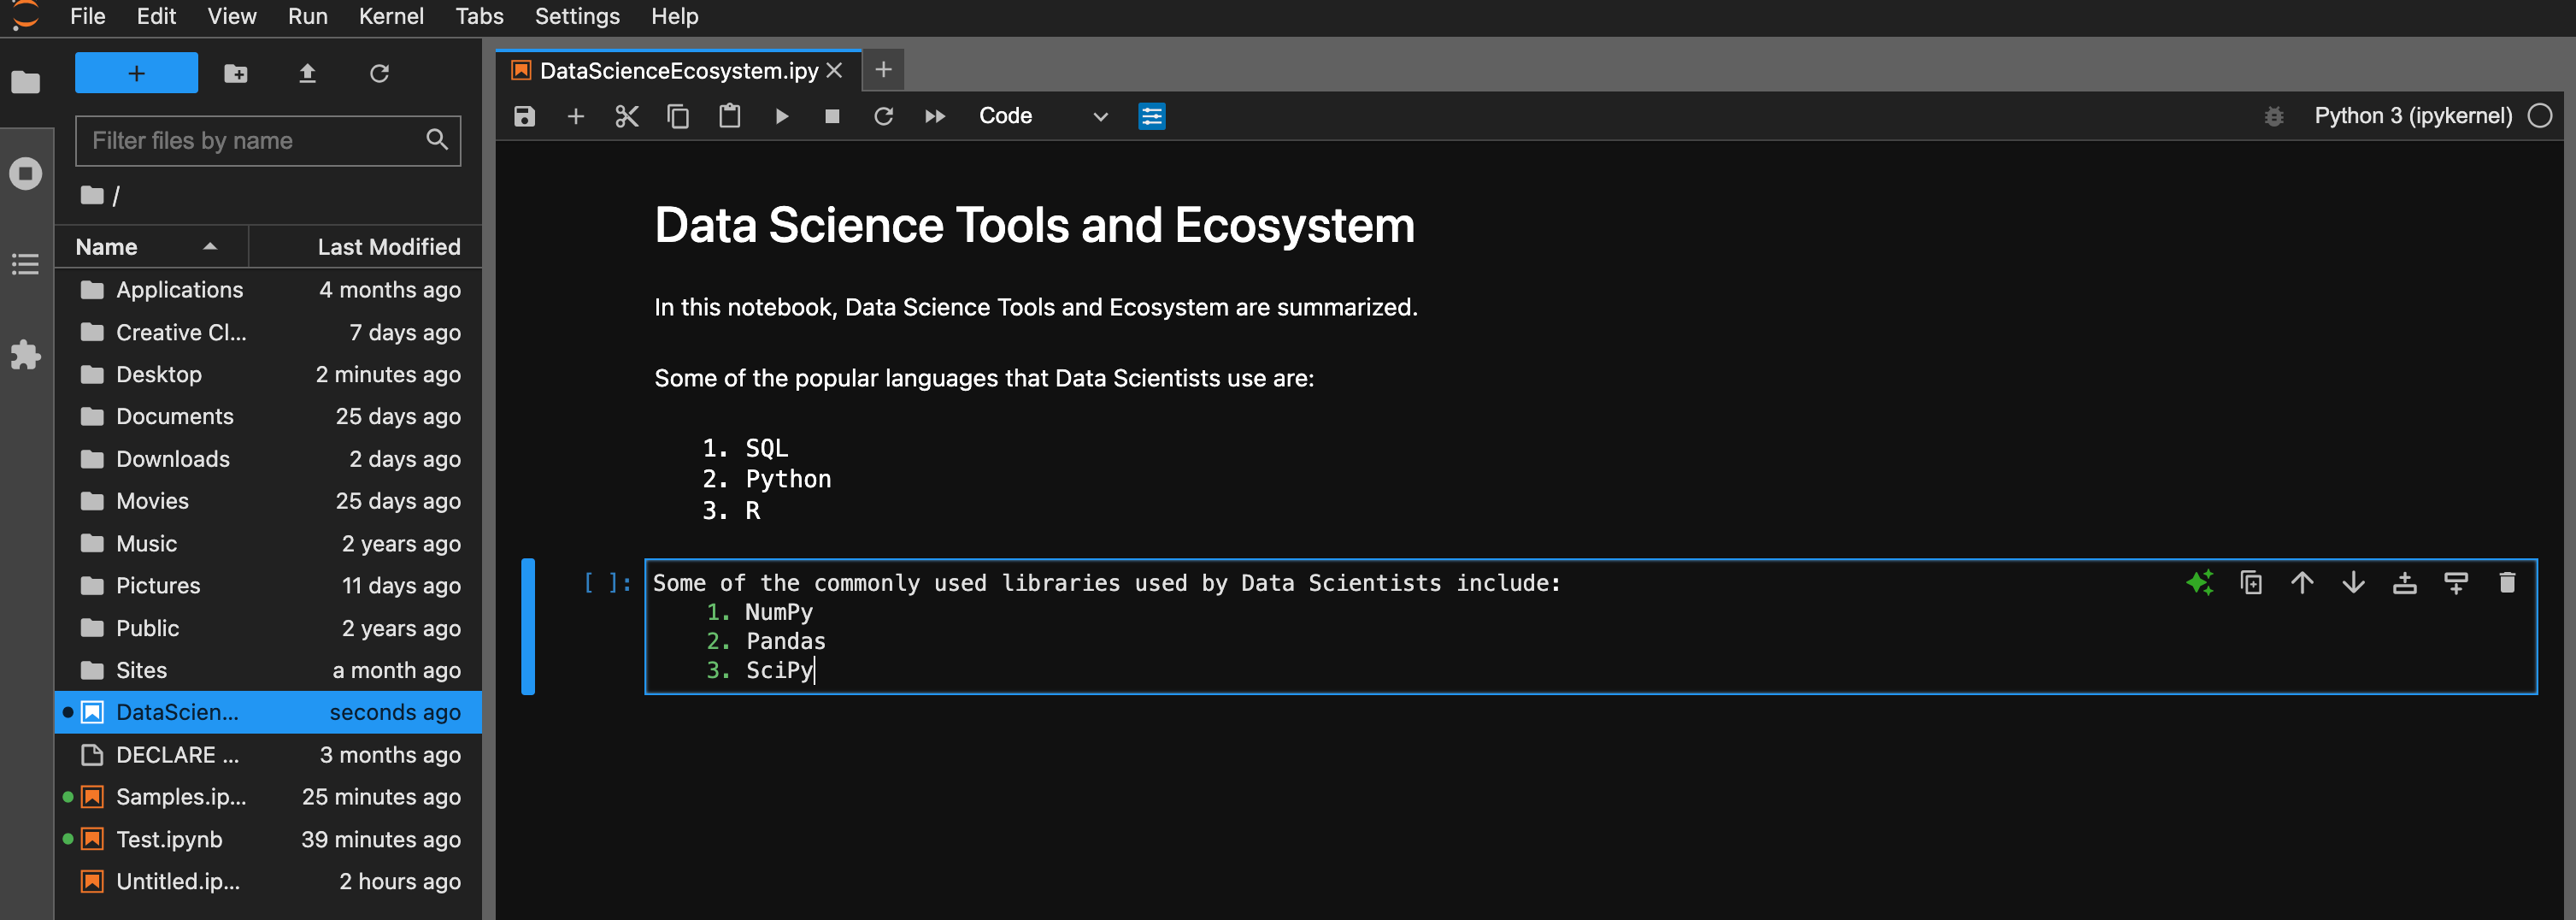 File Edit View Run Kernel Tabs Settings Help
DataScienceEcosystem.ipy
Filter files by name
Code
Python 3 (ipykernel)
/
Name Last Modified
Applications 4 months ago
Creative Cl... 7 days ago
Desktop 2 minutes ago
Documents 25 days ago
Downloads 2 days ago
Movies 25 days ago
Music 2 years ago
Pictures 11 days ago
Public 2 years ago
Sites a month ago
DataScien... seconds ago
DECLARE ... 3 months ago
Samples.ip... 25 minutes ago
Test.ipynb 39 minutes ago
Untitled.ip... 2 hours ago
Data Science Tools and Ecosystem
In this notebook, Data Science Tools and Ecosystem are summarized.
Some of the popular languages that Data Scientists use are:
1. SQL
2. Python
3. R
[ ]: Some of the commonly used libraries used by Data Scientists include:
1. NumPy
2. Pandas
3. SciPy